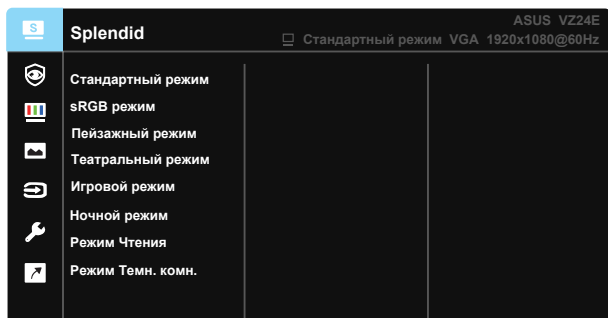 S
Splendid
ASUS VZ24E
Стандартный режим VGA 1920x1080@60Hz
Стандартный режим
sRGB режим
Пейзажный режим
Театральный режим
Игровой режим
Ночной режим
Режим Чтения
Режим Темн. комн.